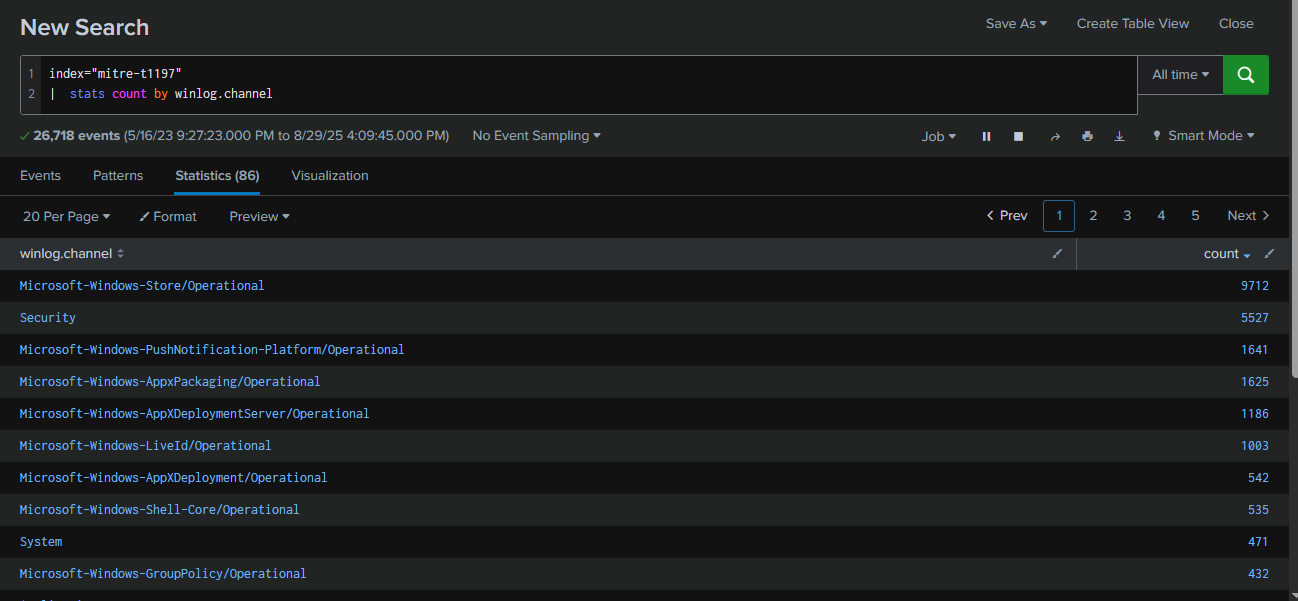 New Search
Save As Create Table View Close
1 index="mitre-t1197"
2 | stats count by winlog.channel
All time
26,718 events (5/16/23 9:27:23.000 PM to 8/29/25 4:09:45.000 PM) No Event Sampling
Job Smart Mode
Events Patterns Statistics (86) Visualization
20 Per Page Format Preview
Prev 1 2 3 4 5 Next
winlog.channel count
Microsoft-Windows-Store/Operational 9712
Security 5527
Microsoft-Windows-PushNotification-Platform/Operational 1641
Microsoft-Windows-AppxPackaging/Operational 1625
Microsoft-Windows-AppXDeploymentServer/Operational 1186
Microsoft-Windows-LiveId/Operational 1003
Microsoft-Windows-AppXDeployment/Operational 542
Microsoft-Windows-Shell-Core/Operational 535
System 471
Microsoft-Windows-GroupPolicy/Operational 432